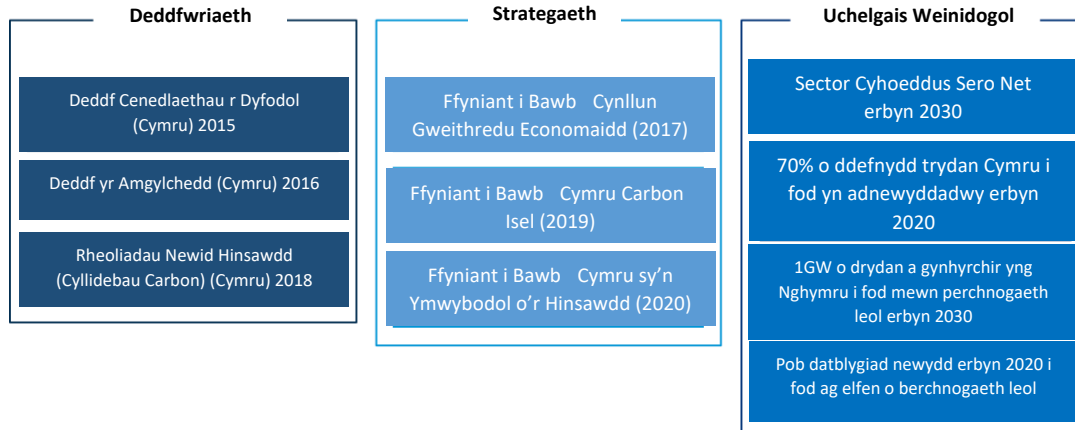 Deddfwriaeth
Deddf Cenedlaethau r Dyfodol
(Cymru) 2015
Deddf yr Amgylchedd (Cymru) 2016
Rheoliadau Newid Hinsawdd
(Cyllidebau Carbon) (Cymru) 2018
Strategaeth
Ffyniant i Bawb Cynllun
Gweithredu Economaidd (2017)
Ffyniant i Bawb Cymru Carbon
Isel (2019)
Ffyniant i Bawb Cymru sy'n
Ymwybodol o'r Hinsawdd (2020)
Uchelgais Weinidogol
Sector Cyhoeddus Sero Net
erbyn 2030
70% o ddefnydd trydan Cymru i
fod yn adnewyddadwy erbyn
2020
1GW o drydan a gynhyrchir yng
Nghymru i fod mewn perchnogaeth
leol erbyn 2030
Pob datblygiad newydd erbyn 2020 i
fod ag elfen o berchnogaeth leol